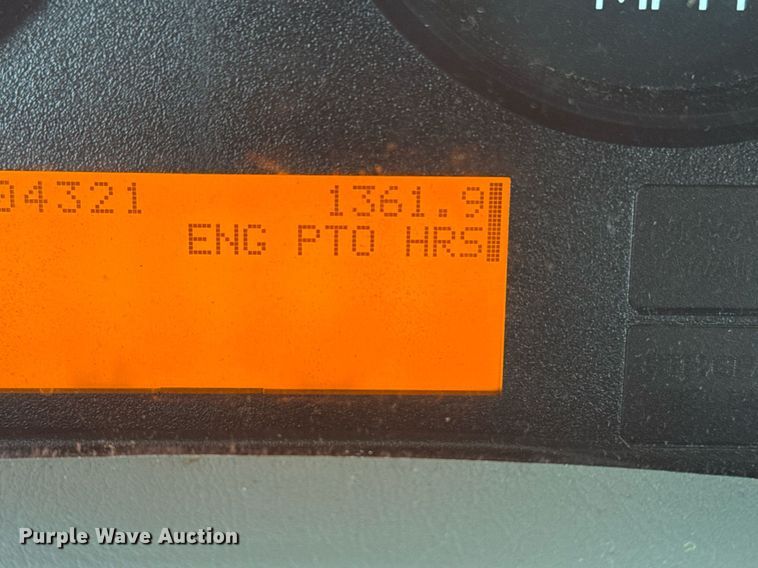 04321 1361.9
ENG PTO HRS
Purple Wave Auction